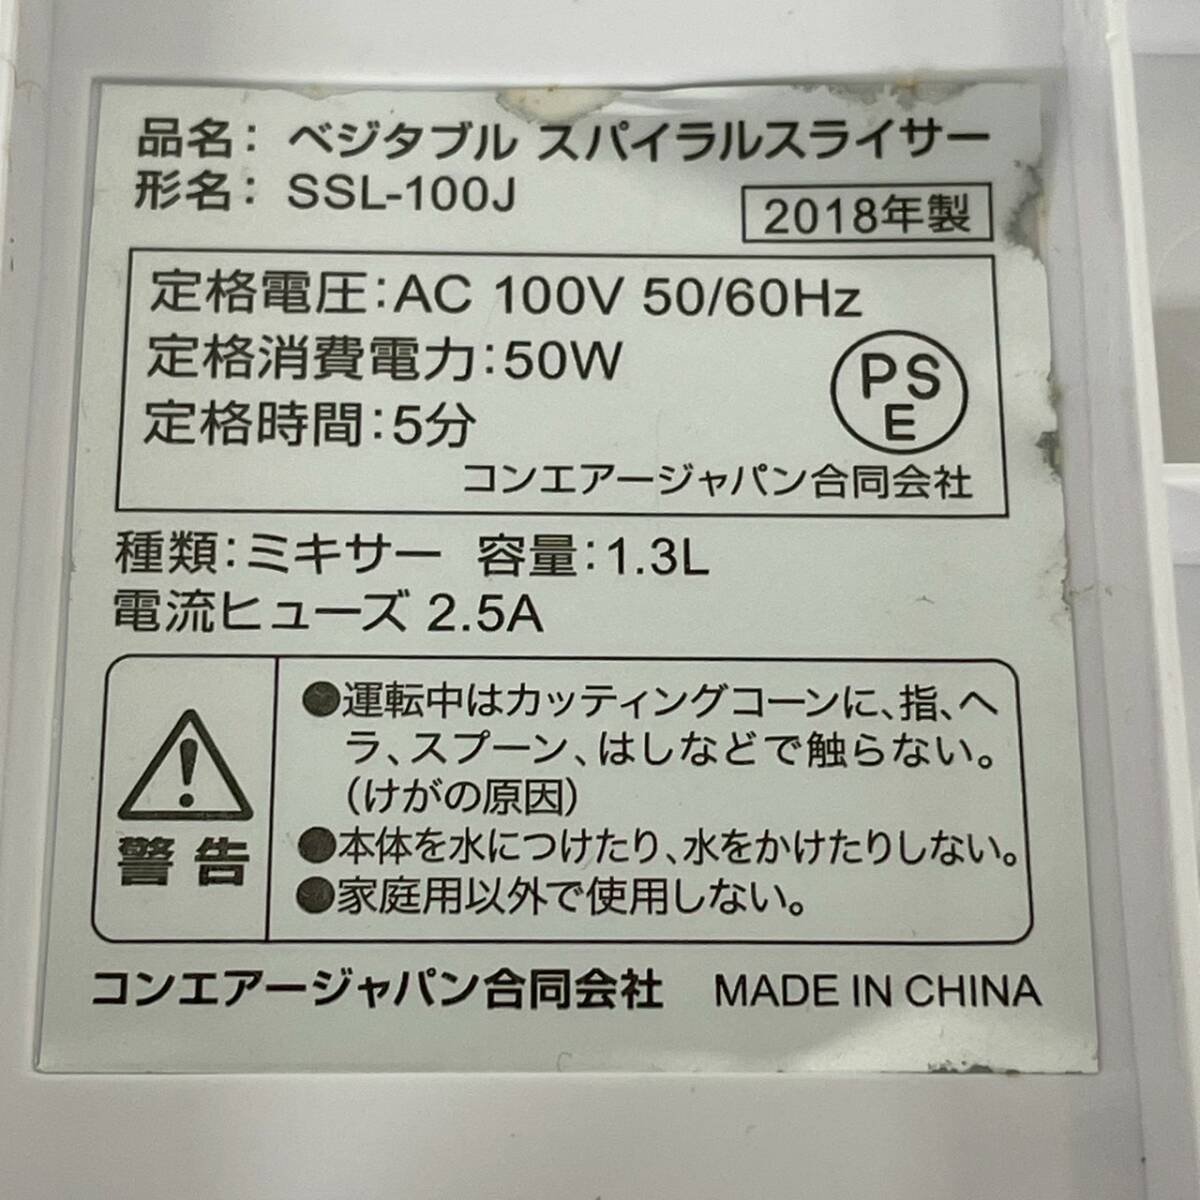 品名： ベジタブル スパイラルスライサー
形名： SSL-100J
2018年製
定格電圧：AC 100V 50/60Hz
定格消費電力：50W
定格時間：5分
PS
E
コンエアージャパン合同会社
種類：ミキサー 容量：1.3L
電流ヒューズ 2.5A
警告
●運転中はカッティングコーンに、指、ヘ
ラ、スプーン、はしなどで触らない。
（けがの原因）
●本体を水につけたり、水をかけたりしない。
●家庭用以外で使用しない。
コンエアージャパン合同会社 MADE IN CHINA